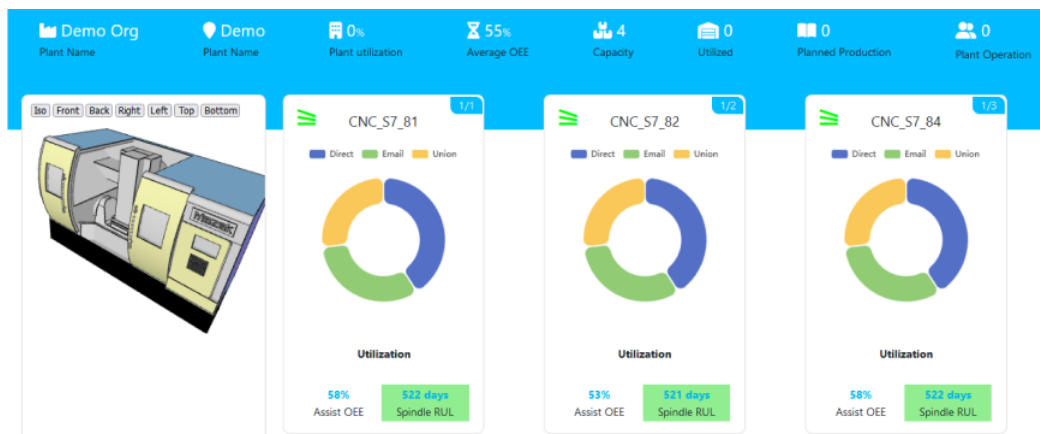 Demo Org
Plant Name
Demo
Plant Name
0%
Plant utilization
55%
Average OEE
4
Capacity
0
Utilized
0
Planned Production
0
Plant Operation
Iso Front Back Right Left Top Bottom
Mazak
1/1
CNC_S7_81
Direct Email Union
Utilization
58%
Assist OEE
522 days
Spindle RUL
1/2
CNC_S7_82
Direct Email Union
Utilization
53%
Assist OEE
521 days
Spindle RUL
1/3
CNC_S7_84
Direct Email Union
Utilization
58%
Assist OEE
522 days
Spindle RUL